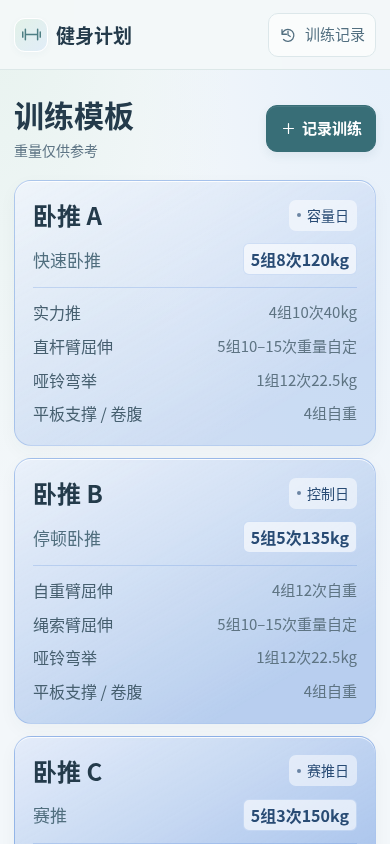 健身计划
训练记录
训练模板
重量仅供参考
+ 记录训练
卧推 A
• 容量日
快速卧推
5组8次120kg
实力推
4组10次40kg
直杆臂屈伸
5组10–15次重量自定
哑铃弯举
1组12次22.5kg
平板支撑 / 卷腹
4组自重
卧推 B
• 控制日
停顿卧推
5组5次135kg
自重臂屈伸
4组12次自重
绳索臂屈伸
5组10–15次重量自定
哑铃弯举
1组12次22.5kg
平板支撑 / 卷腹
4组自重
卧推 C
• 赛推日
赛推
5组3次150kg